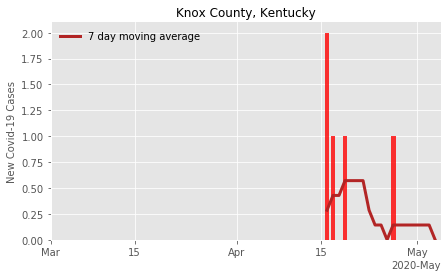 Knox County, Kentucky
7 day moving average
New Covid-19 Cases
2.00
1.75
1.50
1.25
1.00
0.75
0.50
0.25
0.00
Mar 15 Apr 15 May
2020-May